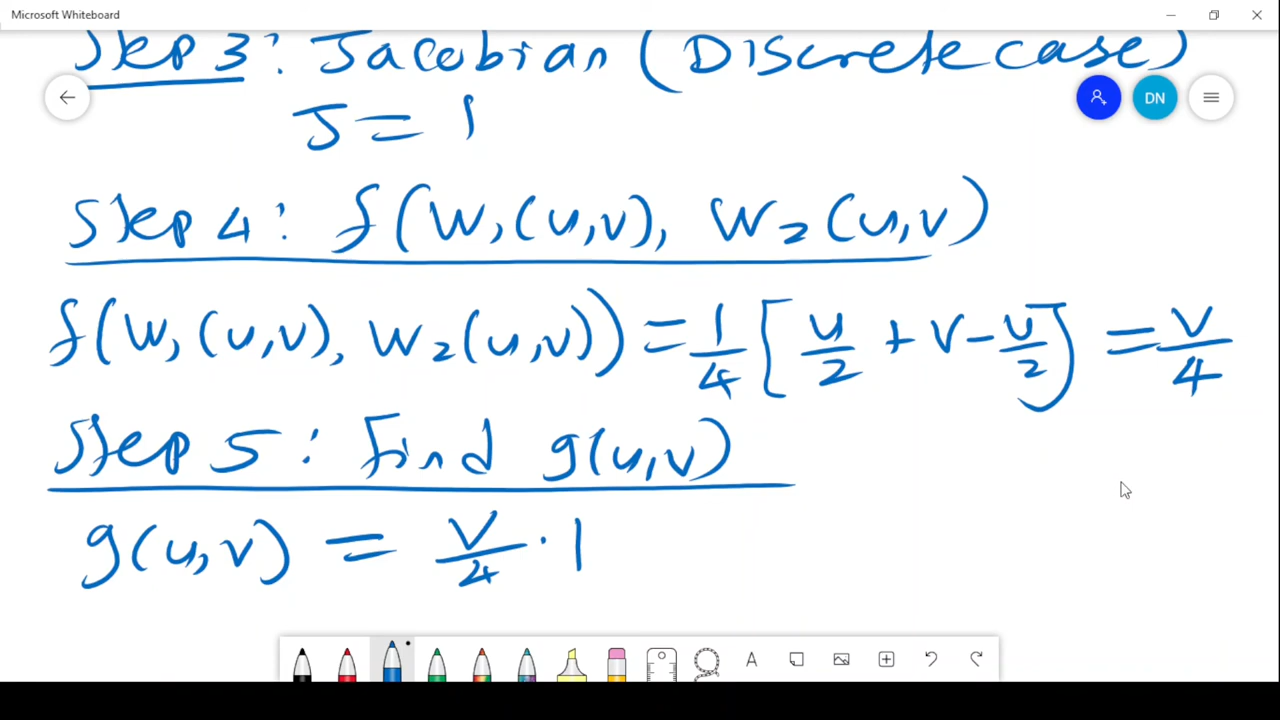 Microsoft Whiteboard
Step 3: Jacobian (Discrete case)
DN
J = 1
Step 4: f(W₁(u,v), W₂(u,v)
f(W₁(u,v), W₂(u,v)) = 1/4 [u/2 + v - u/2] = v/4
Step 5: Find g(u,v)
g(u,v) = v/4 · 1
A